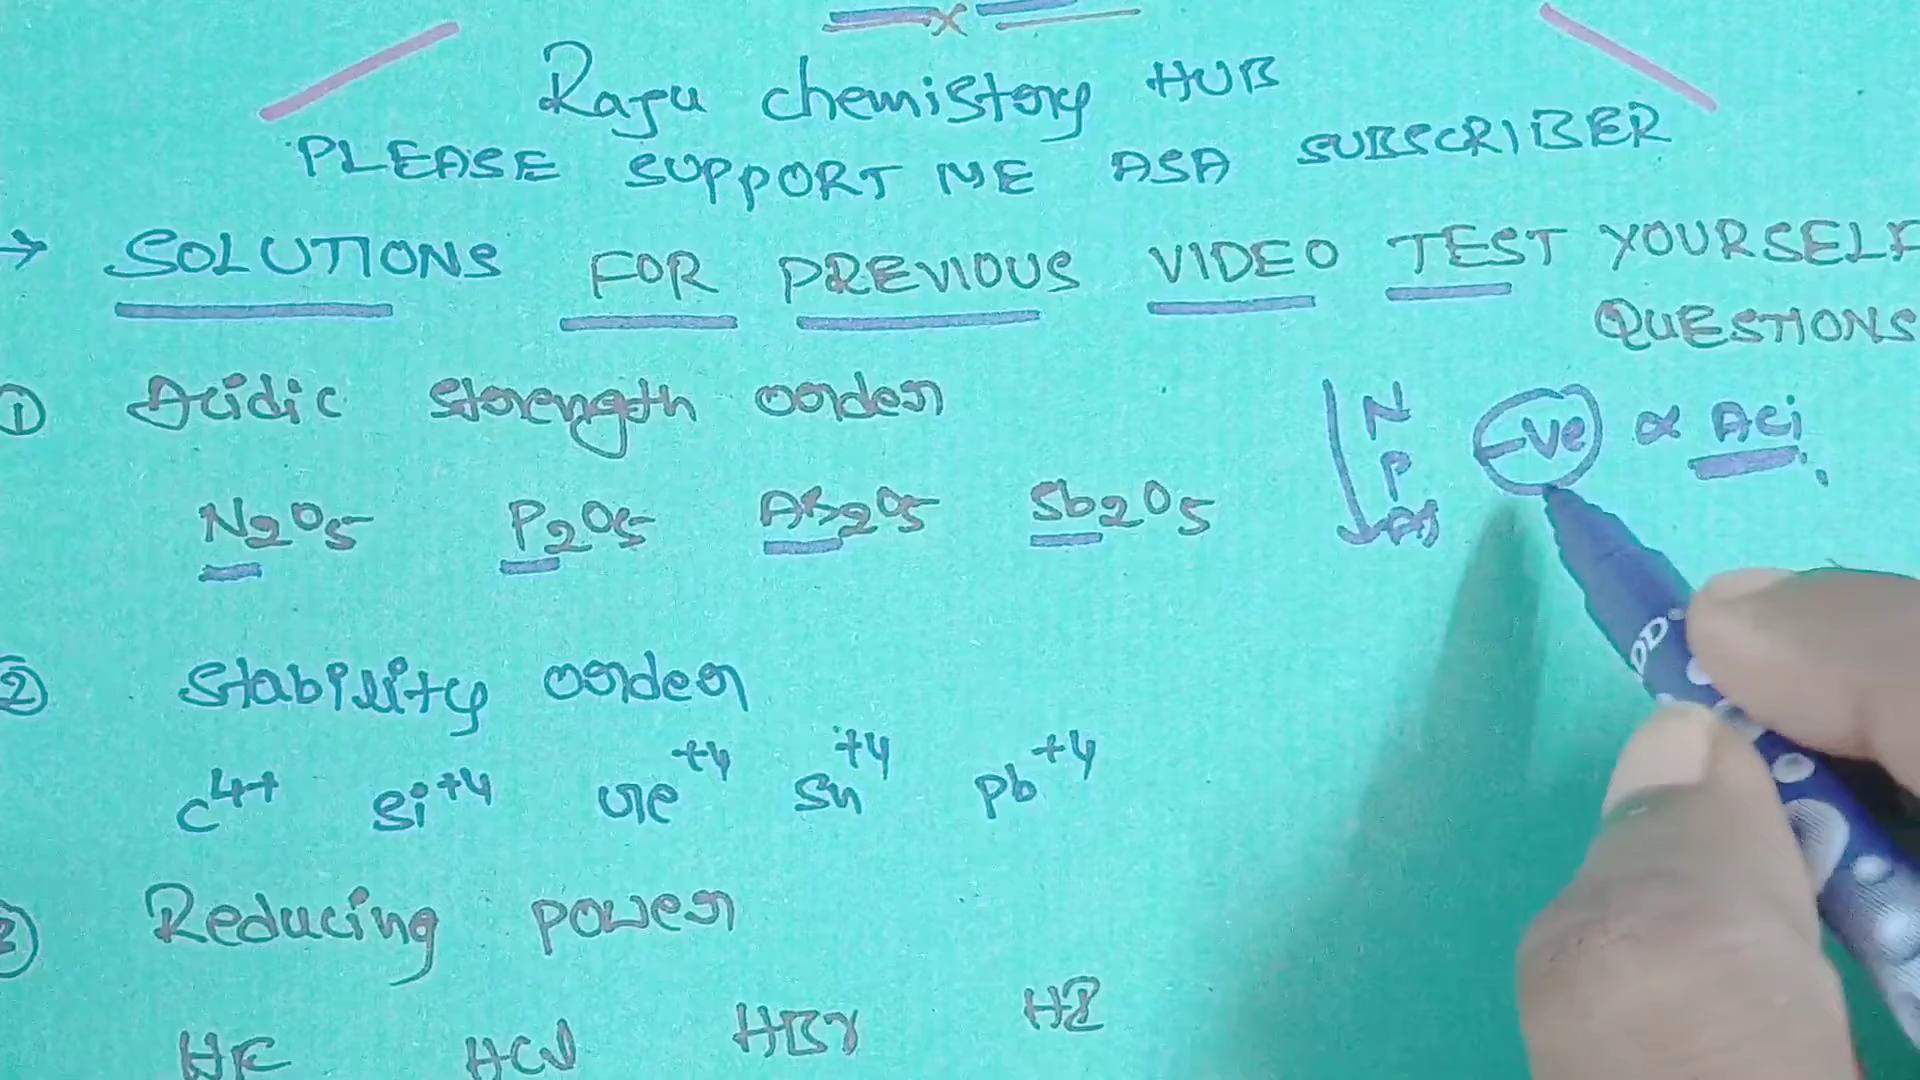 Raju chemistory HUB
PLEASE SUPPORT ME ASA SUBSCRIBER
→ SOLUTIONS FOR PREVIOUS VIDEO TEST YOURSELF
QUESTIONS
① Acidic strength order
N2O5 P2O5 As2O5 Sb2O5
N
P
As
-ve ∝ Aci
② Stability order
C4+ Si+4 Ge+4 Sn+4 Pb+4
Reducing power
HF HCl HBr HI